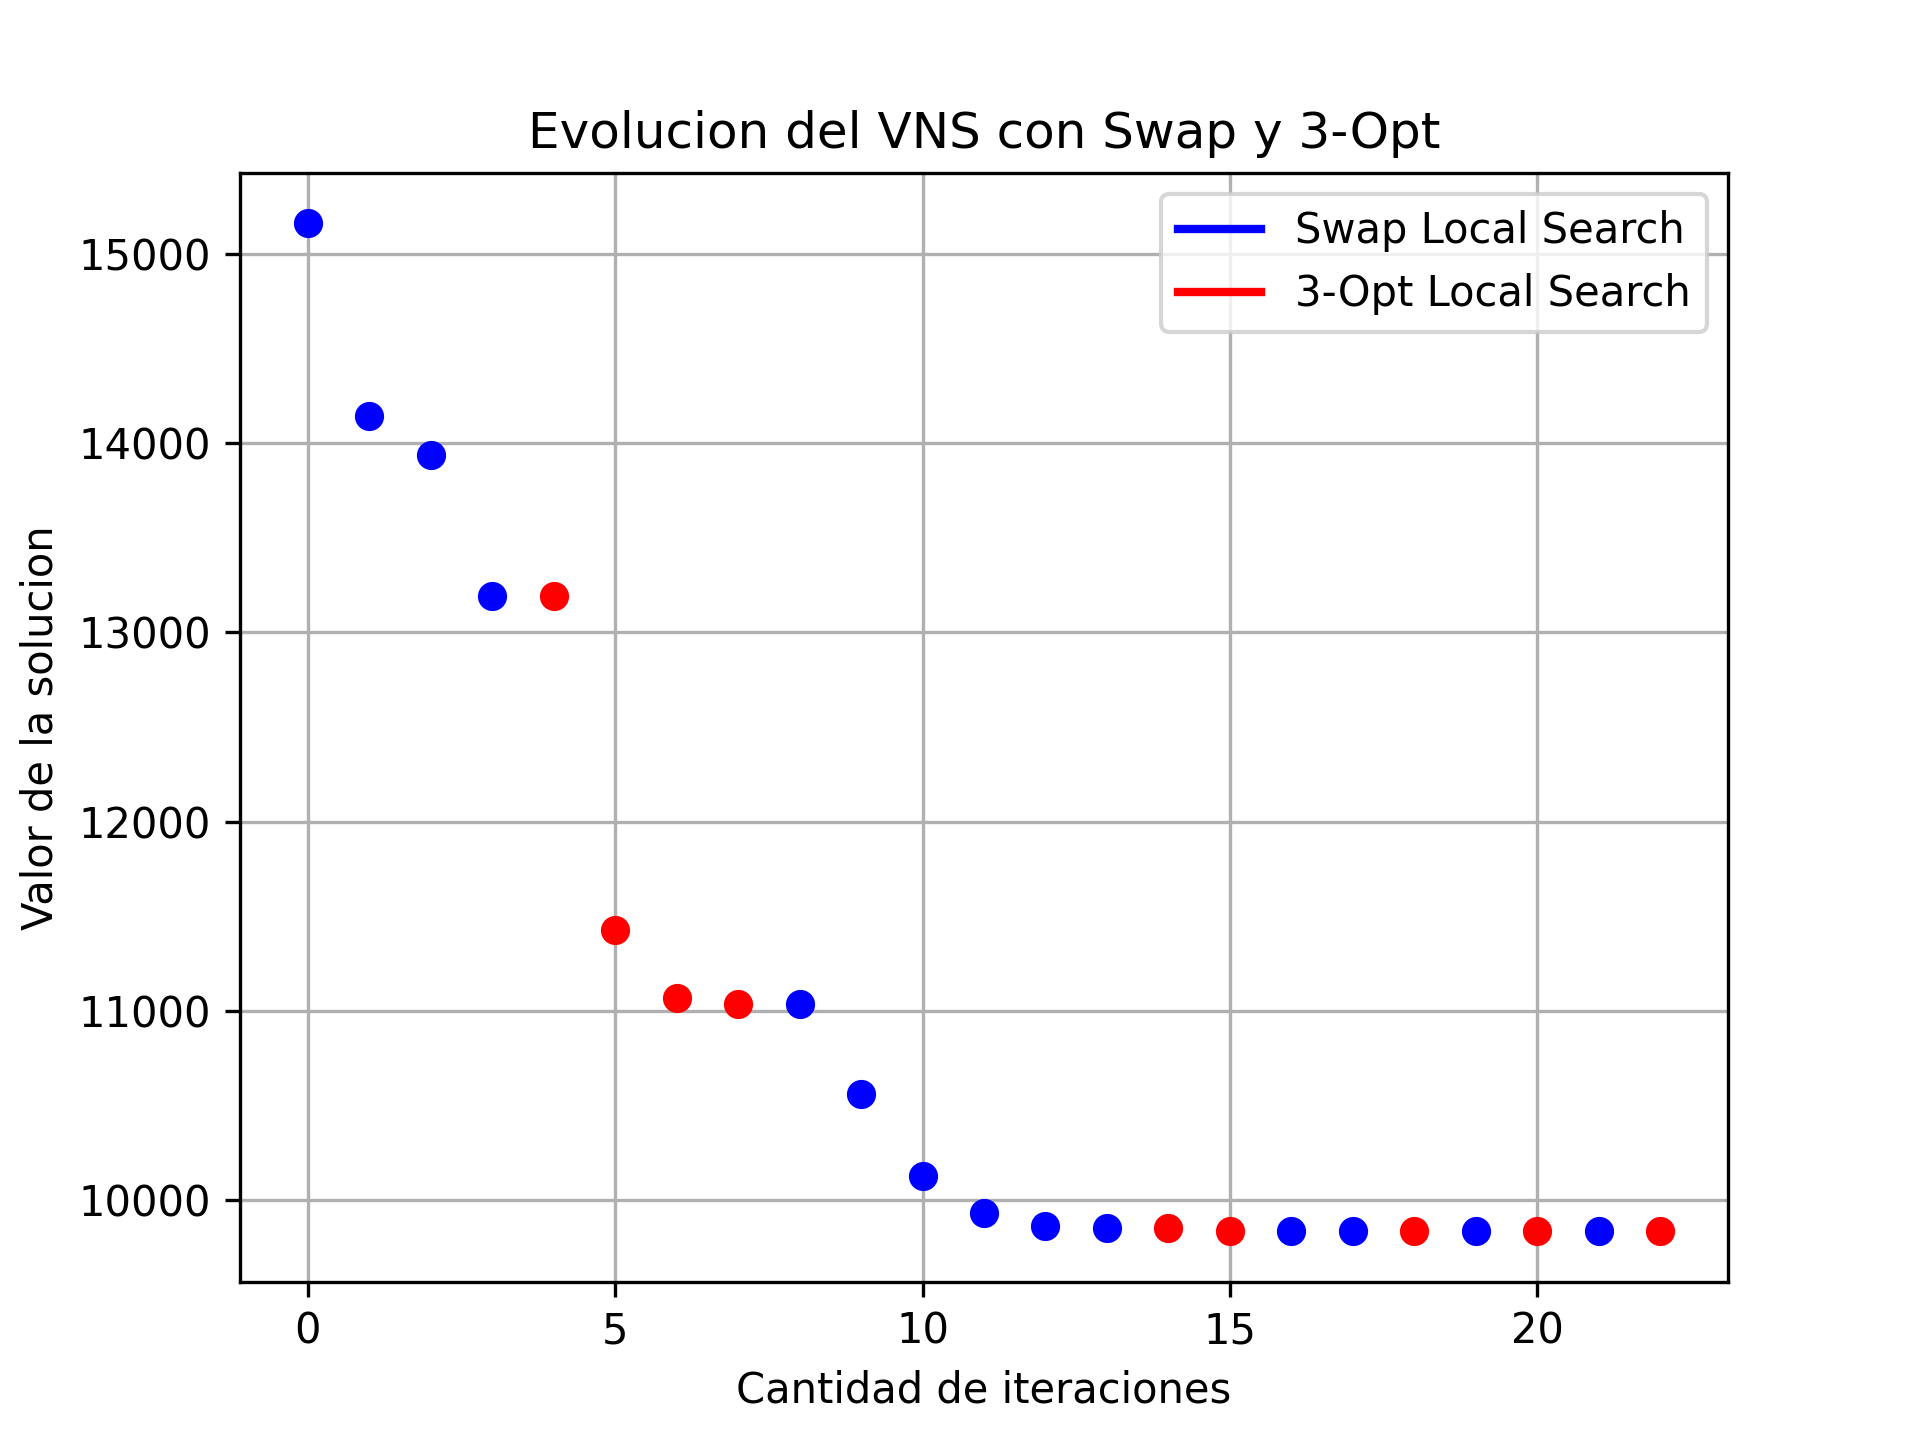 Evolucion del VNS con Swap y 3-Opt
Swap Local Search
3-Opt Local Search
Valor de la solucion
15000
14000
13000
12000
11000
10000
0 5 10 15 20
Cantidad de iteraciones